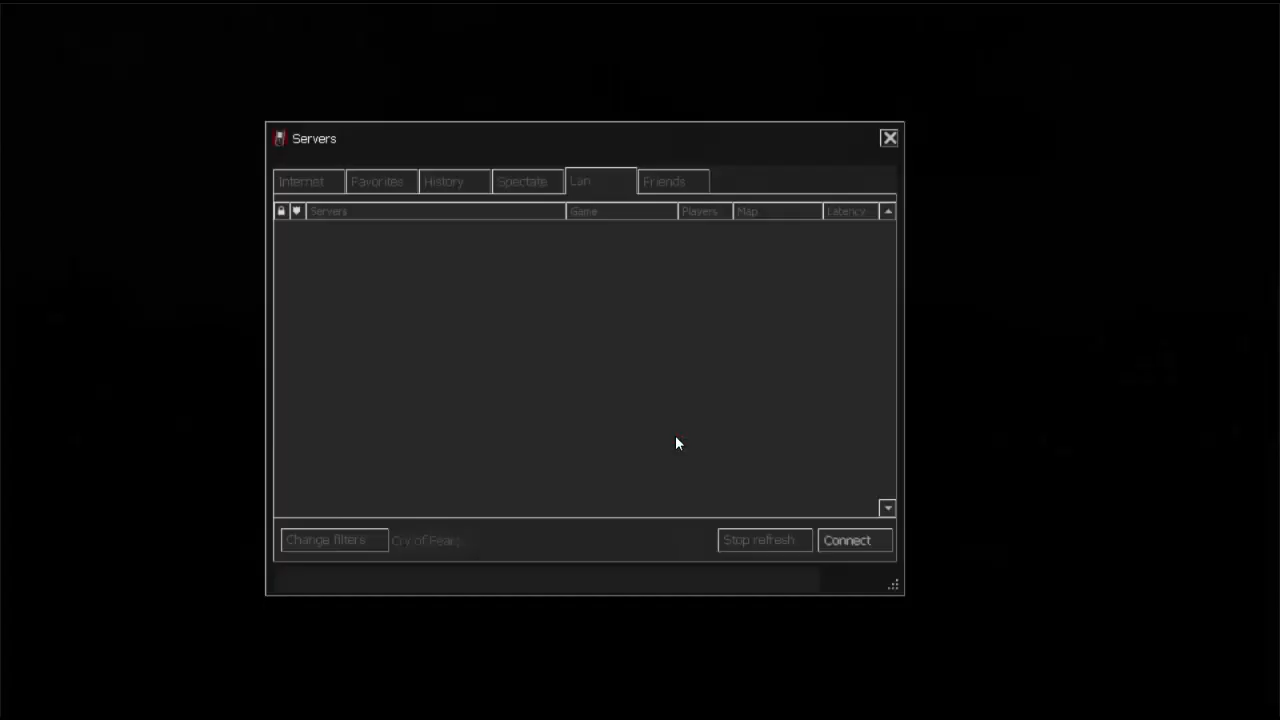 Servers
Internet Favorites History Spectate Lan Friends
Servers Game Players Map Latency
Change filters Cry of Fear; Stop refresh Connect